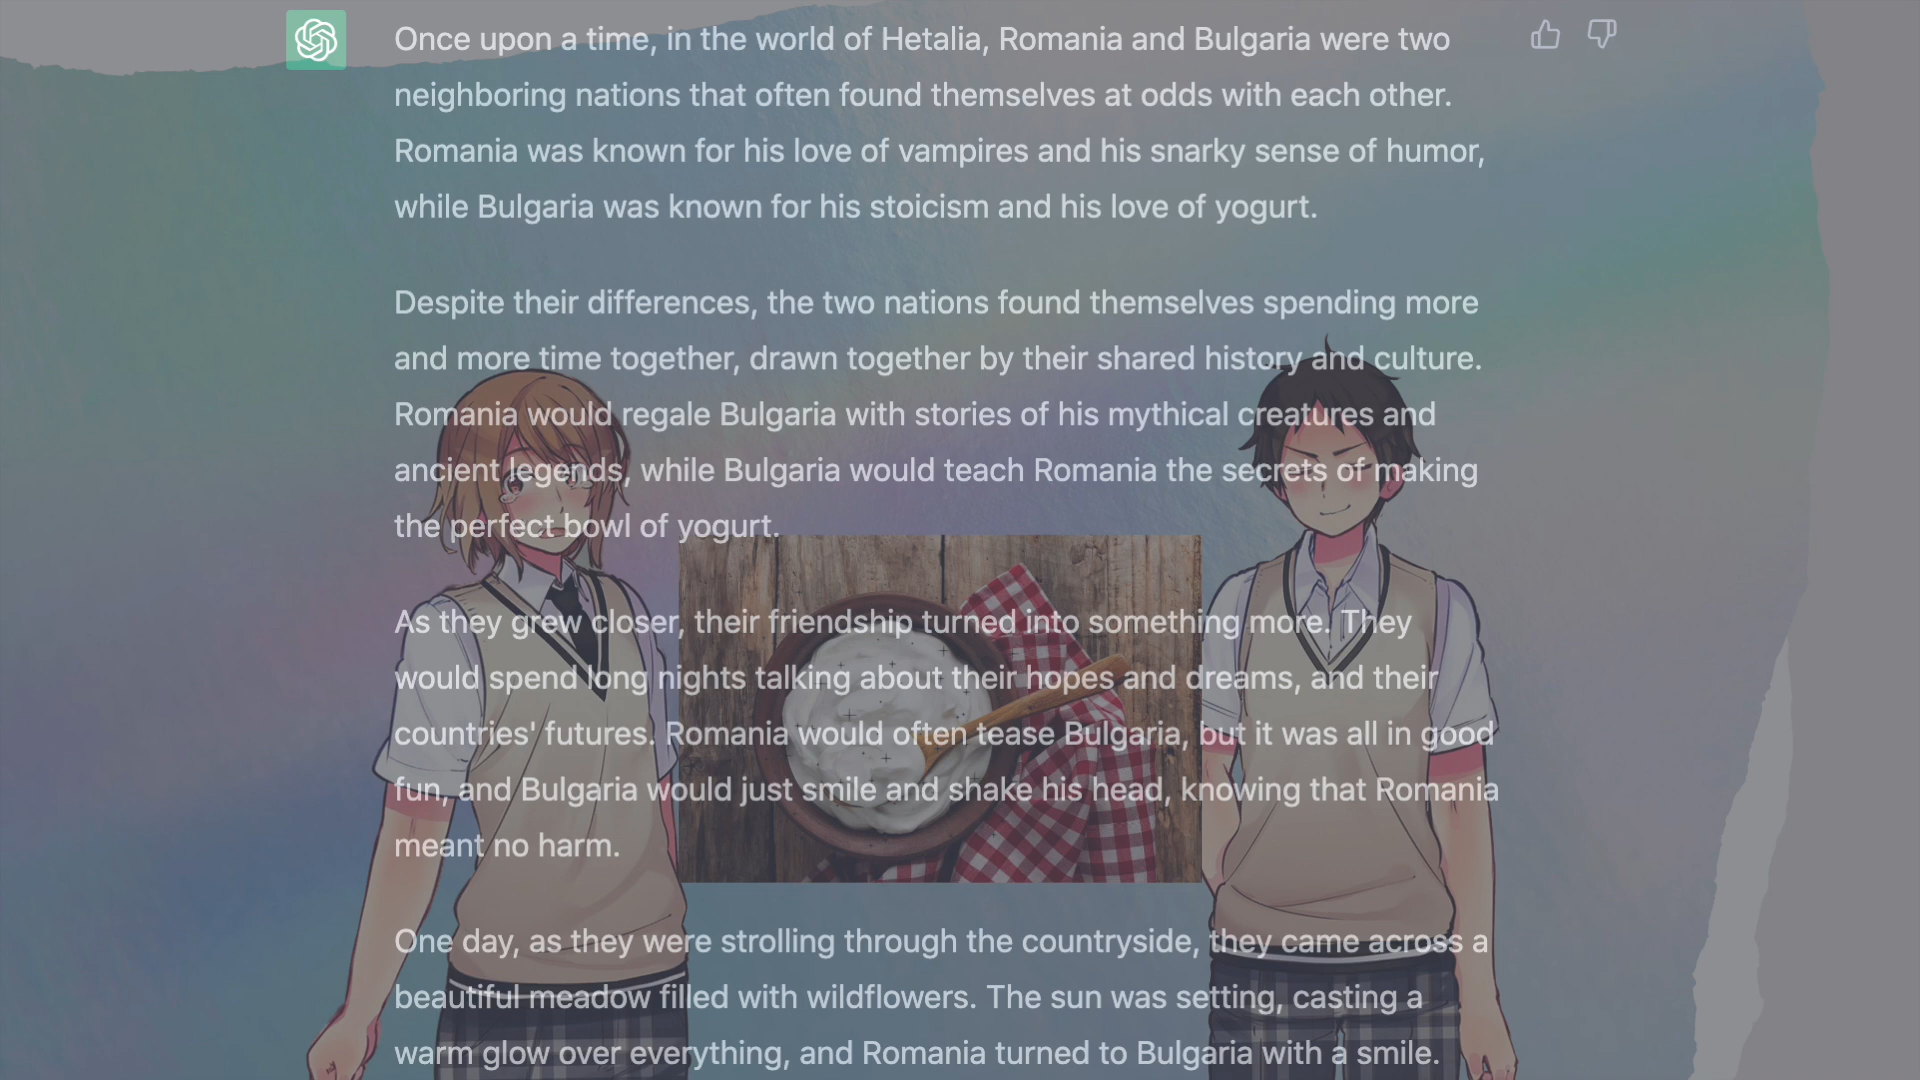 Once upon a time, in the world of Hetalia, Romania and Bulgaria were two
neighboring nations that often found themselves at odds with each other.
Romania was known for his love of vampires and his snarky sense of humor,
while Bulgaria was known for his stoicism and his love of yogurt.
Despite their differences, the two nations found themselves spending more
and more time together, drawn together by their shared history and culture.
Romania would regale Bulgaria with stories of his mythical creatures and
ancient legends, while Bulgaria would teach Romania the secrets of making
the perfect bowl of yogurt.
As they grew closer, their friendship turned into something more. They
would spend long nights talking about their hopes and dreams, and their
countries' futures. Romania would often tease Bulgaria, but it was all in good
fun, and Bulgaria would just smile and shake his head, knowing that Romania
meant no harm.
One day, as they were strolling through the countryside, they came across a
beautiful meadow filled with wildflowers. The sun was setting, casting a
warm glow over everything, and Romania turned to Bulgaria with a smile.